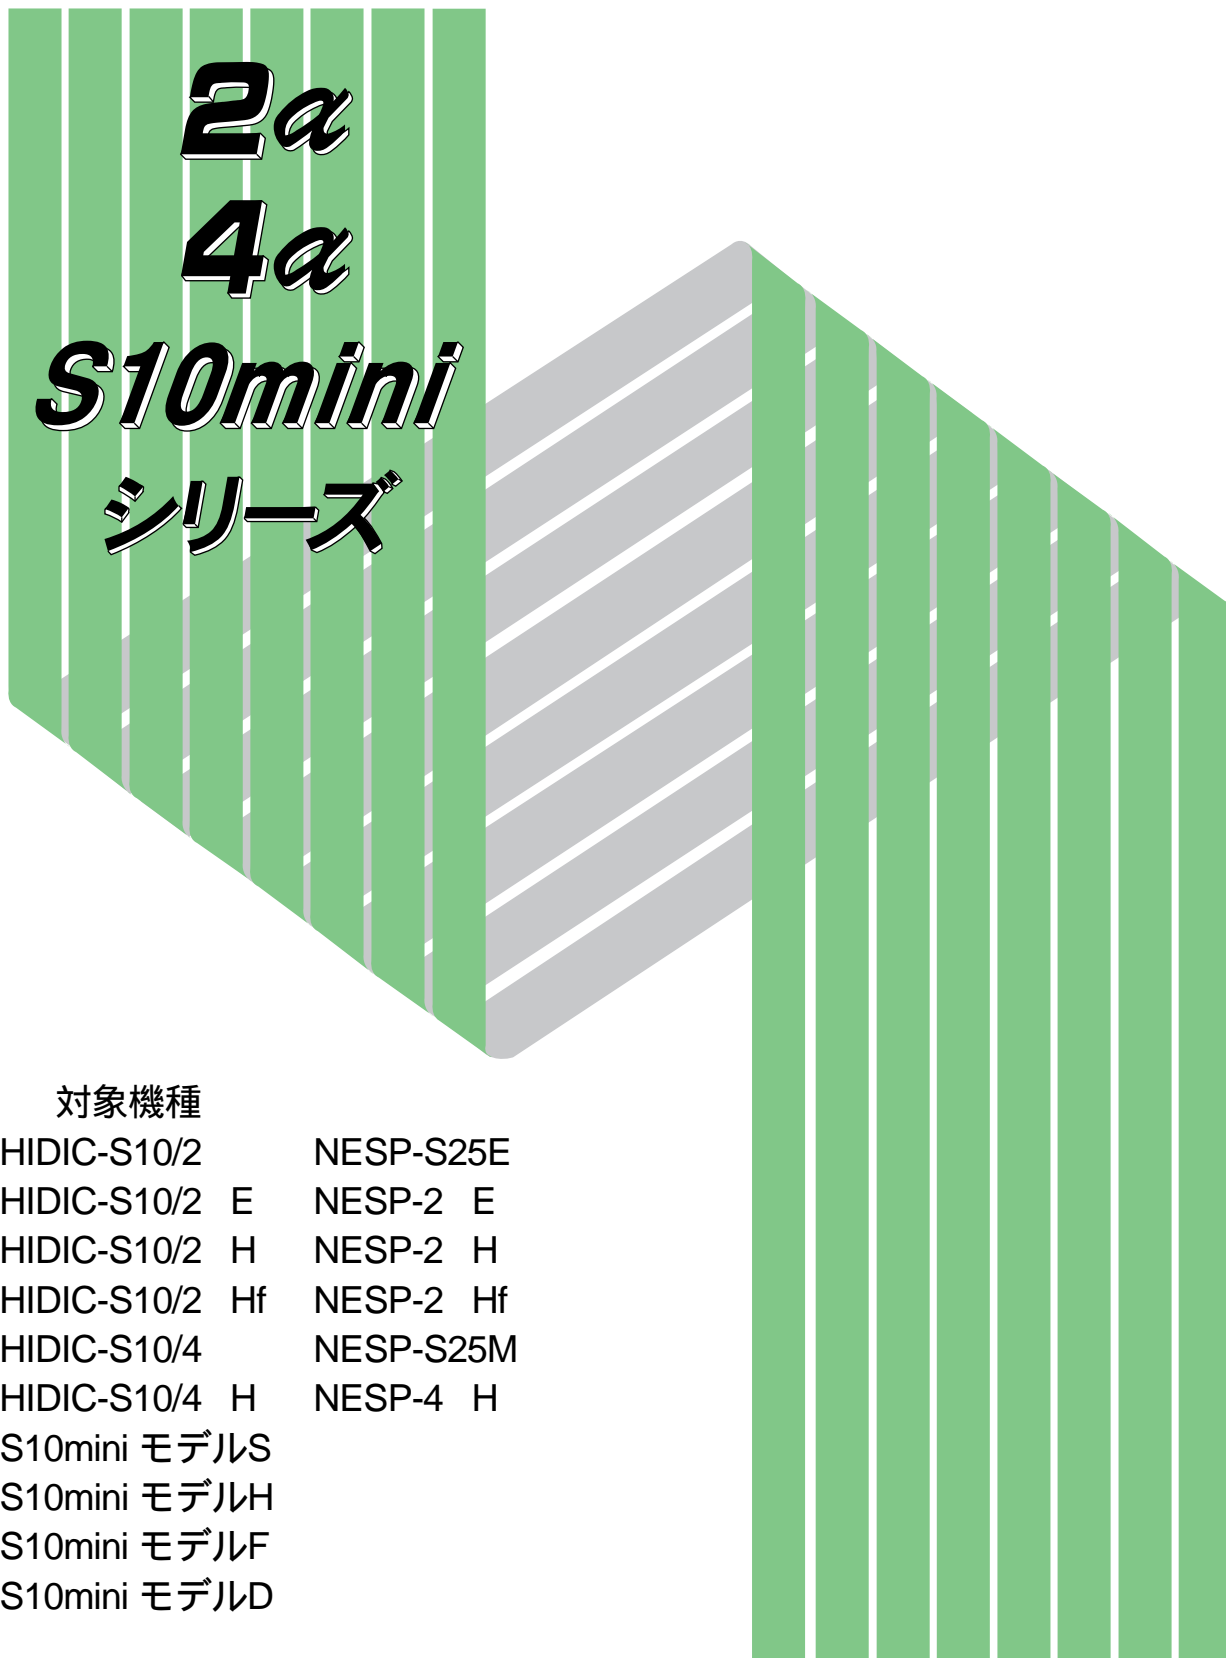 2α
4α
S10mini
シリーズ
対象機種
HIDIC-S10/2 NESP-S25E
HIDIC-S10/2 E NESP-2 E
HIDIC-S10/2 H NESP-2 H
HIDIC-S10/2 Hf NESP-2 Hf
HIDIC-S10/4 NESP-S25M
HIDIC-S10/4 H NESP-4 H
S10mini モデルS
S10mini モデルH
S10mini モデルF
S10mini モデルD